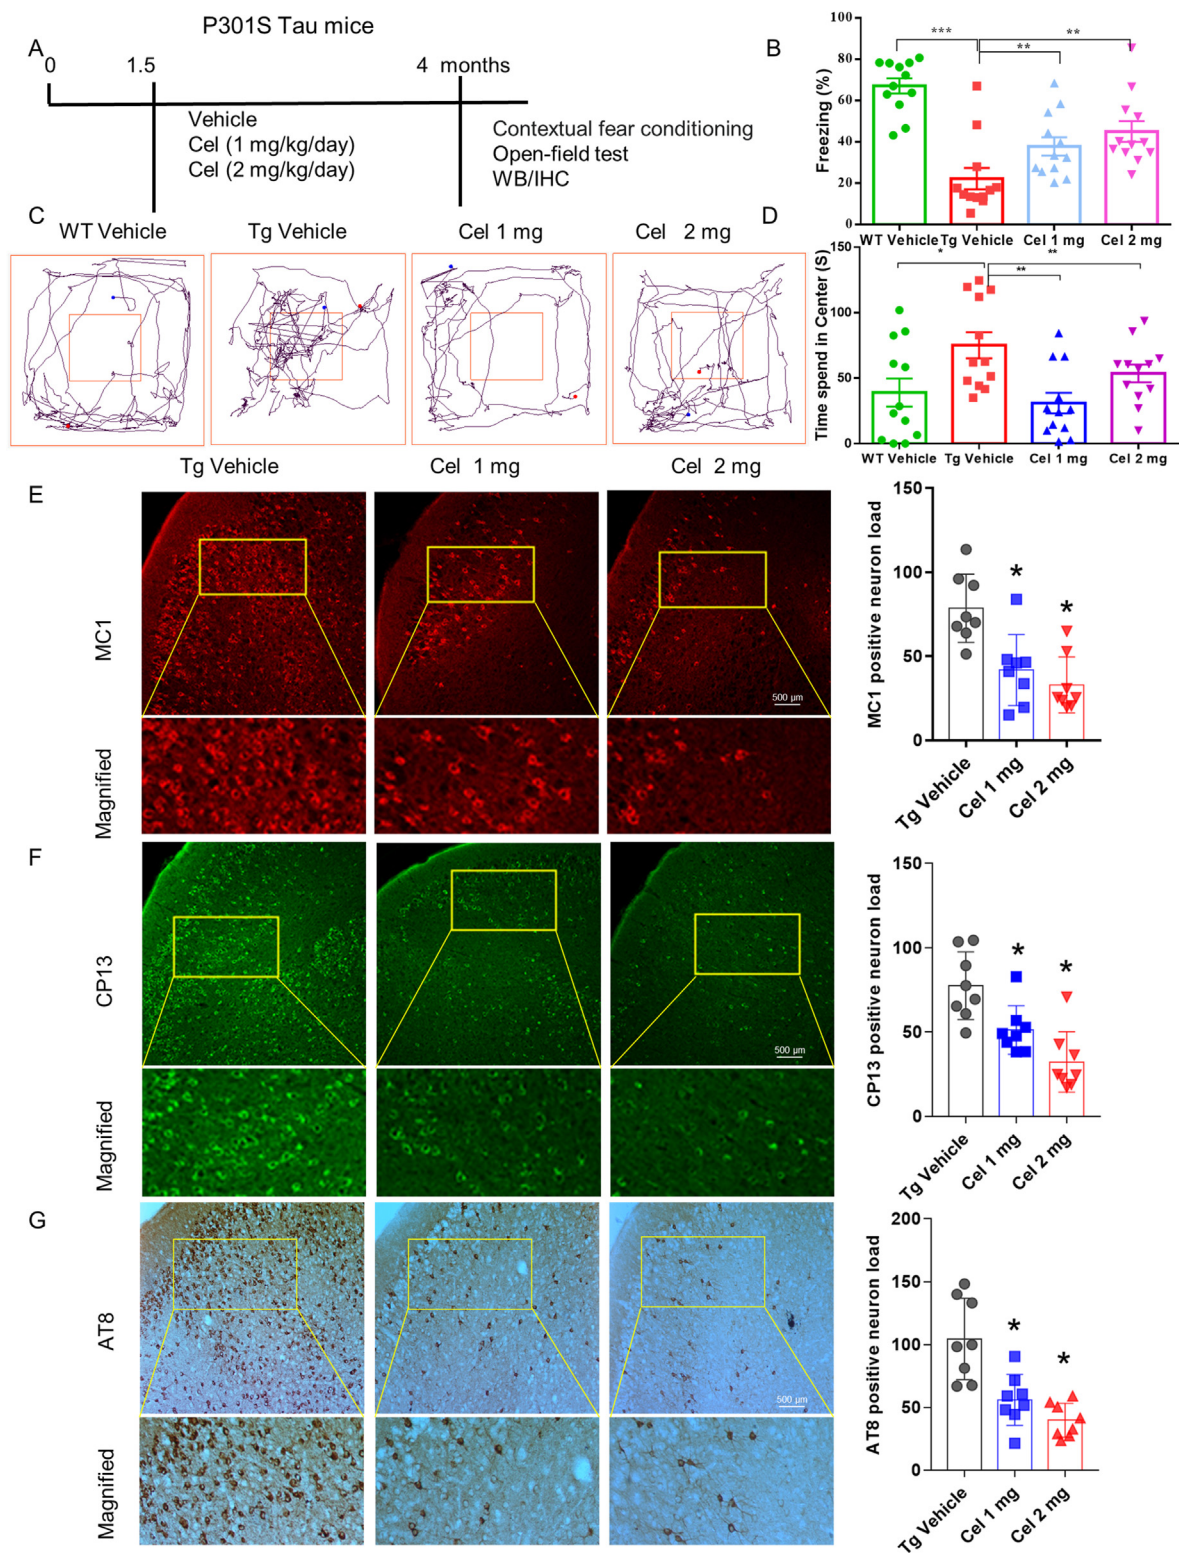 P301S Tau mice
A
0 1.5 4 months
Vehicle
Cel (1 mg/kg/day)
Cel (2 mg/kg/day)
Contextual fear conditioning
Open-field test
WB/IHC
B
Freezing (%)
100
80
60
40
20
0
***
**
**
WT Vehicle Tg Vehicle Cel 1 mg Cel 2 mg
C
WT Vehicle Tg Vehicle Cel 1 mg Cel 2 mg
D
Time spend in Center (S)
150
100
50
0
*
**
**
WT Vehicle Tg Vehicle Cel 1 mg Cel 2 mg
Tg Vehicle Cel 1 mg Cel 2 mg
E
MC1
500 µm
Magnified
MC1 positive neuron load
150
100
50
0
*
*
Tg Vehicle
Cel 1 mg
Cel 2 mg
F
CP13
500 µm
Magnified
CP13 positive neuron load
150
100
50
0
*
*
Tg Vehicle
Cel 1 mg
Cel 2 mg
G
AT8
500 µm
Magnified
AT8 positive neuron load
200
150
100
50
0
*
*
Tg Vehicle
Cel 1 mg
Cel 2 mg